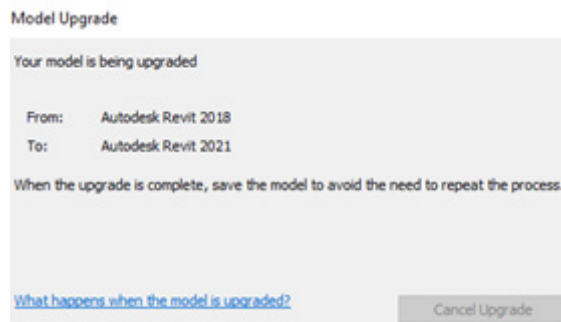 Model Upgrade
Your model is being upgraded
From: Autodesk Revit 2018
To: Autodesk Revit 2021
When the upgrade is complete, save the model to avoid the need to repeat the process.
What happens when the model is upgraded?
Cancel Upgrade